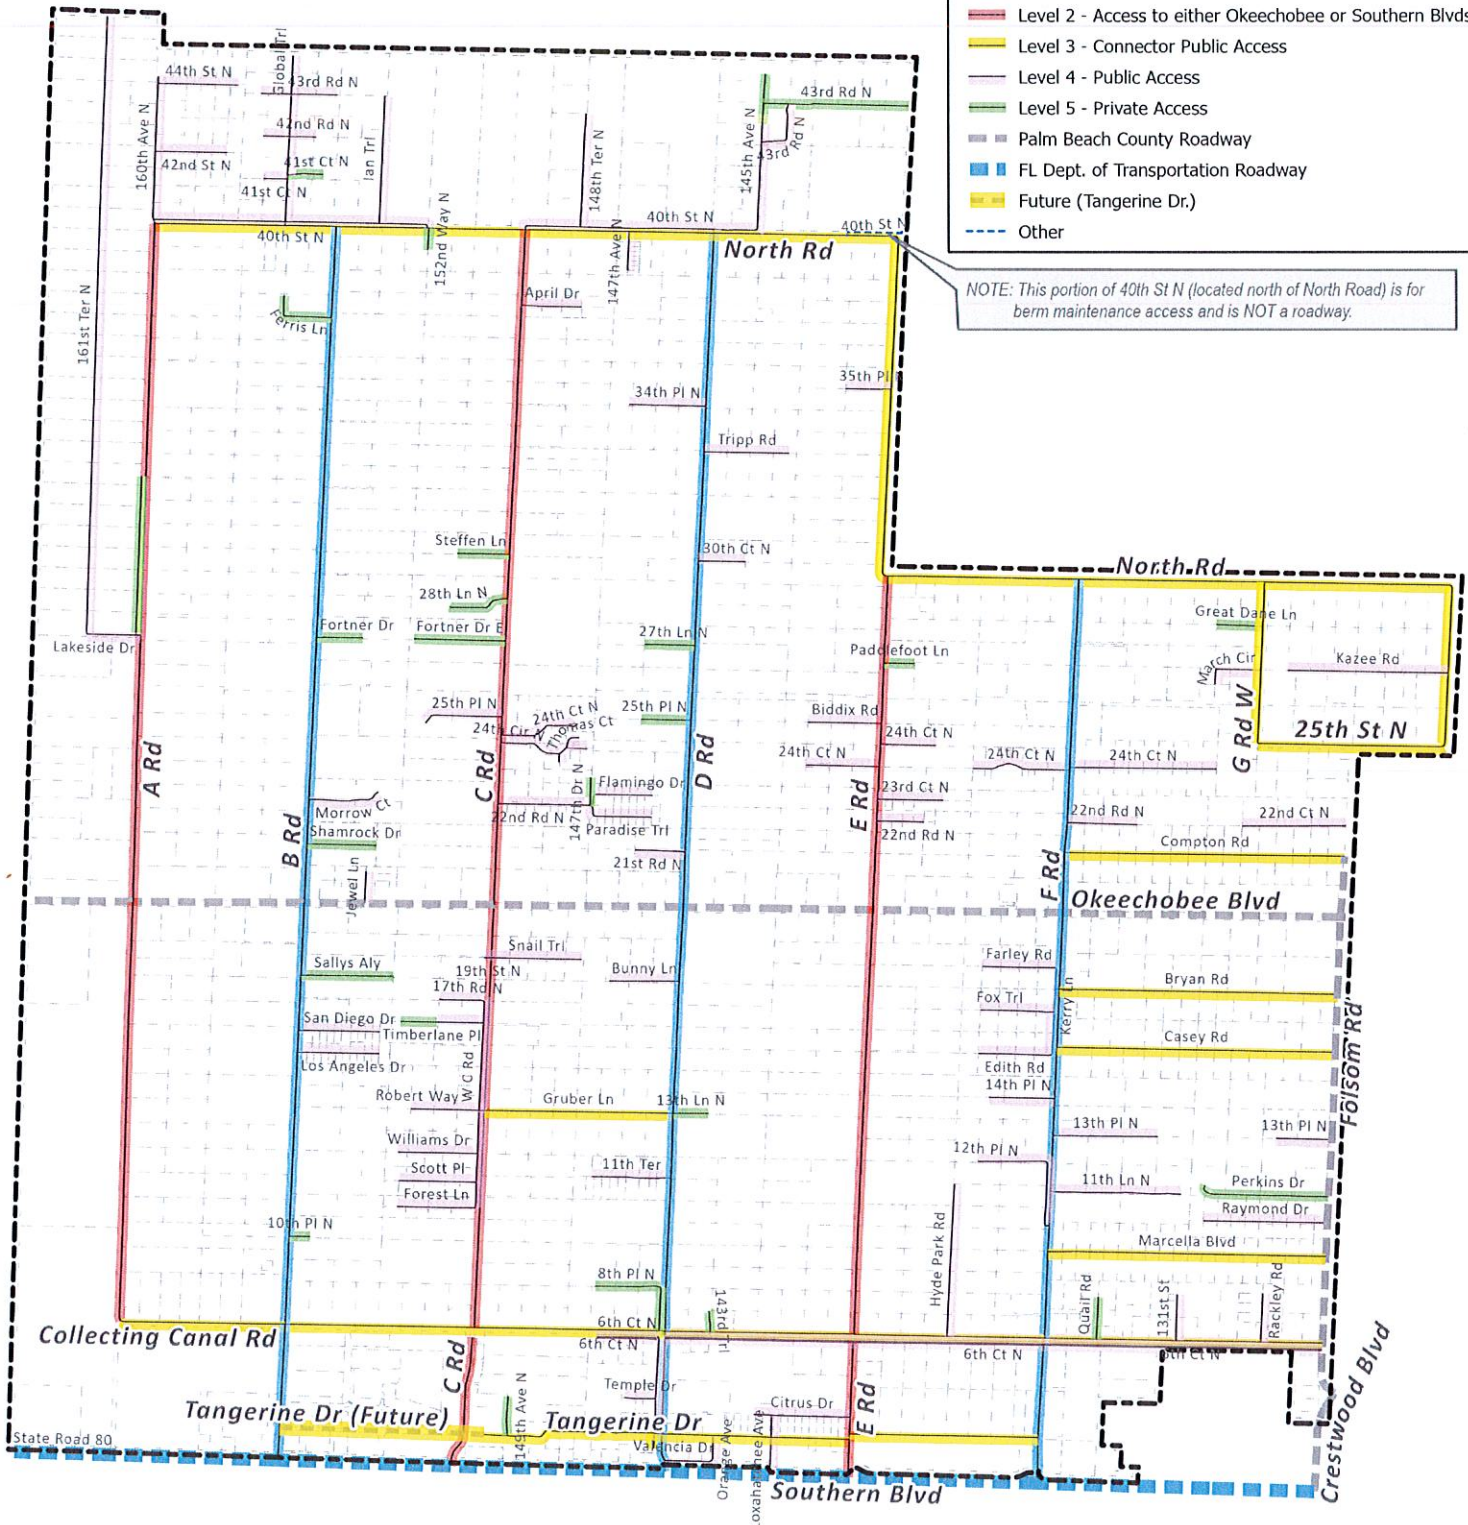 Level 2 - Access to either Okeechobee or Southern Blvds
Level 3 - Connector Public Access
Level 4 - Public Access
Level 5 - Private Access
Palm Beach County Roadway
FL Dept. of Transportation Roadway
Future (Tangerine Dr.)
Other
NOTE: This portion of 40th St N (located north of North Road) is for
berm maintenance access and is NOT a roadway.
44th St N
Global Trl
43rd Rd N
43rd Rd N
160th Ave N
42nd Rd N
Ian Trl
148th Ter N
145th Ave N
43rd Rd N
42nd St N
41st Ct N
41st Ct N
40th St N
40th St N
40th St N
152nd Way N
147th Ave N
North Rd
161st Ter N
Ferris Ln
April Dr
34th Pl N
35th Pl
Tripp Rd
Steffen Ln
30th Ct N
North Rd
28th Ln N
Great Dane Ln
Fortner Dr
Fortner Dr E
27th Ln N
Lakeside Dr
Paddlefoot Ln
March Cir
Kazee Rd
25th Pl N
24th Ct N
25th Pl N
Biddix Rd
24th Cir N
Thomas Ct
24th Ct N
G Rd W
25th St N
A Rd
C Rd
D Rd
24th Ct N
24th Ct N
24th Ct N
147th Dr N
Flamingo Dr
E Rd
23rd Ct N
Morrow Ct
22nd Rd N
Paradise Trl
22nd Rd N
22nd Rd N
22nd Ct N
B Rd
Shamrock Dr
21st Rd N
Compton Rd
Jewel Ln
F Rd
Okeechobee Blvd
Snail Trl
Farley Rd
Sallys Aly
19th St N
Bunny Ln
Bryan Rd
17th Rd N
Fox Trl
Kerry Ln
San Diego Dr
Timberlane Pl
Casey Rd
Folsom Rd
Los Angeles Dr
W C Rd
Edith Rd
14th Pl N
Robert Way
Gruber Ln
13th Ln N
13th Pl N
13th Pl N
Williams Dr
12th Pl N
Scott Pl
11th Ter
11th Ln N
Perkins Dr
Forest Ln
Raymond Dr
10th Pl N
Hyde Park Rd
Marcella Blvd
8th Pl N
143rd Trl
Quail Rd
131st St
Rackley Rd
Collecting Canal Rd
6th Ct N
6th Ct N
6th Ct N
6th Ct N
C Rd
Temple Dr
Citrus Dr
E Rd
Crestwood Blvd
Tangerine Dr (Future)
149th Ave N
Tangerine Dr
State Road 80
Valencia Dr
Orange Ave
Southern Blvd